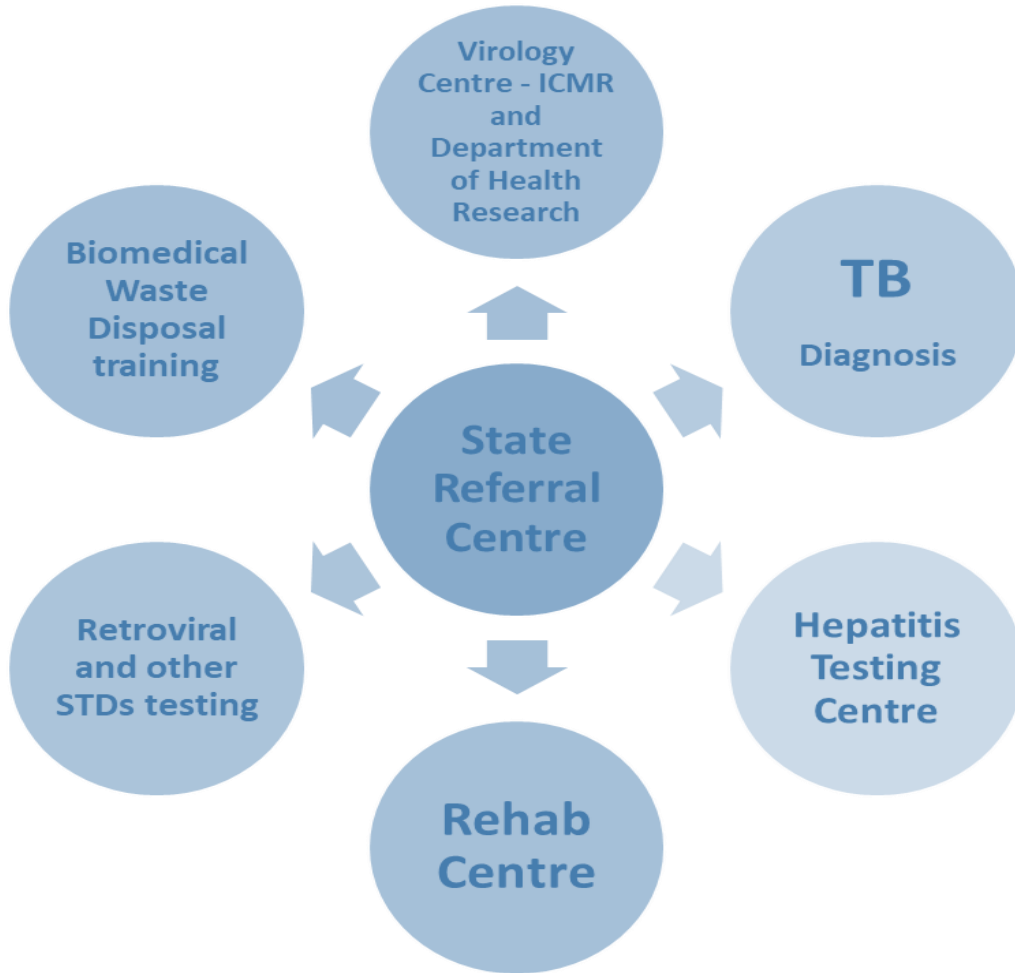 Virology
Centre - ICMR
and
Department
of Health
Research
TB
Diagnosis
Hepatitis
Testing
Centre
Rehab
Centre
Retroviral
and other
STDs testing
Biomedical
Waste
Disposal
training
State
Referral
Centre